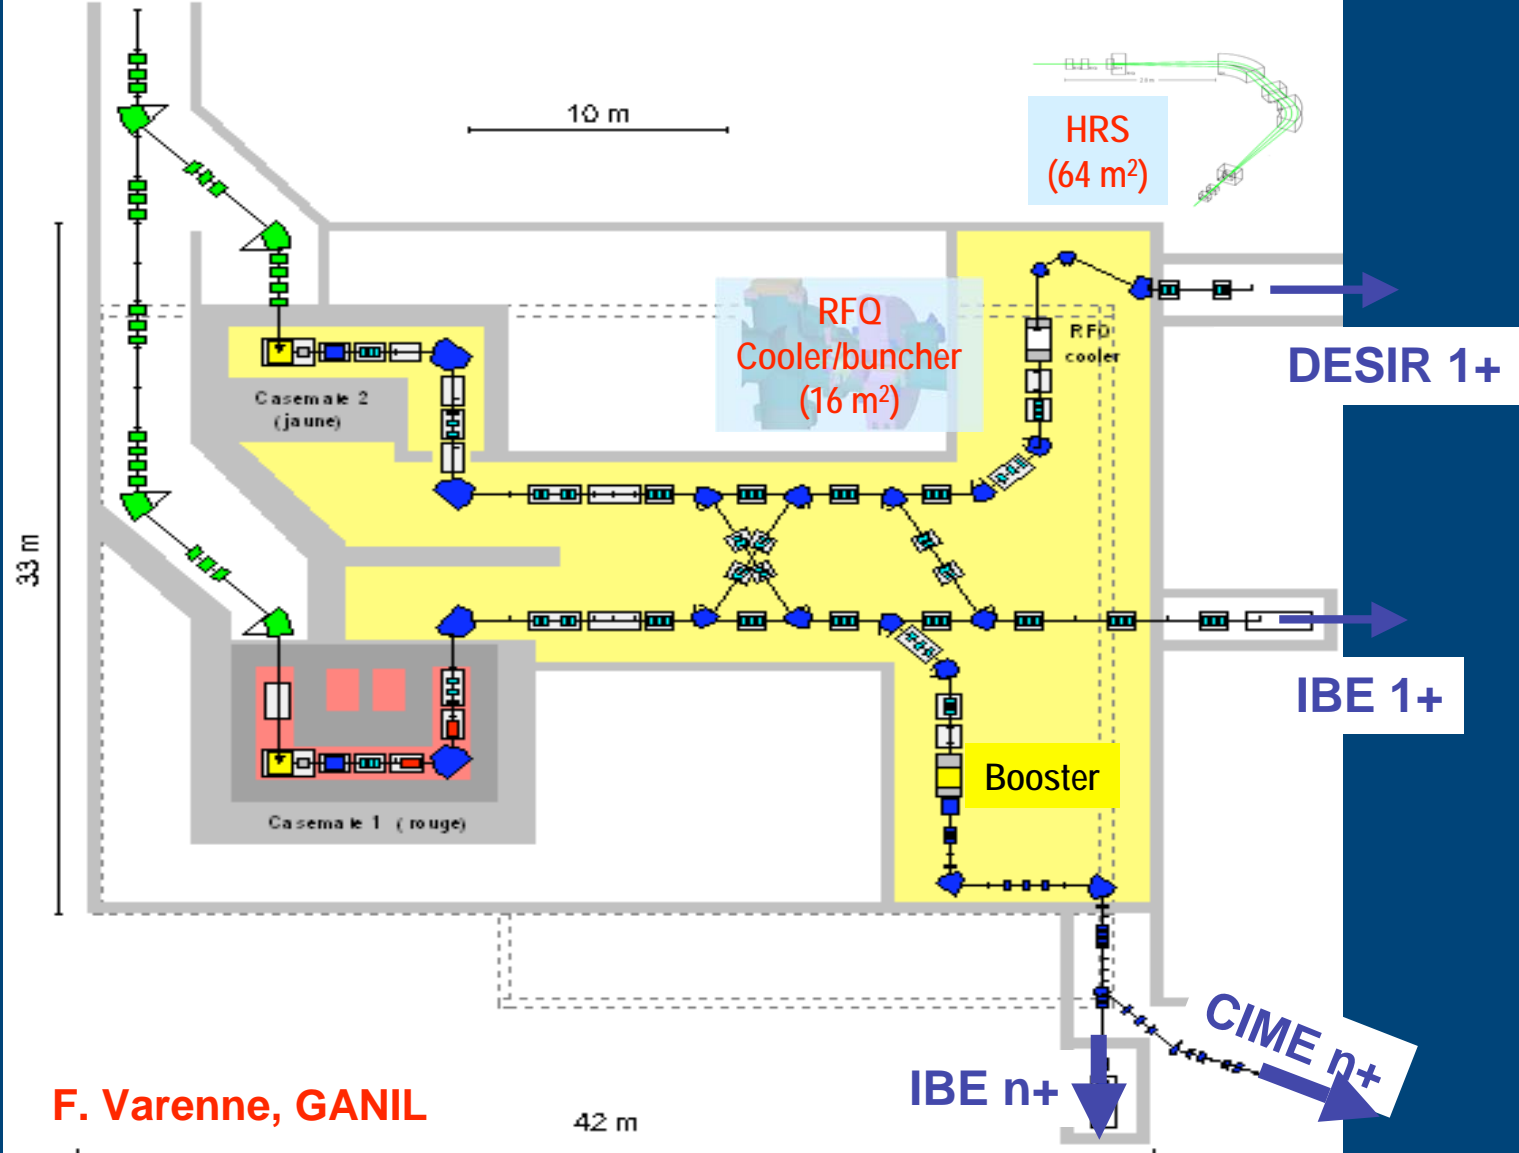 10 m
HRS
(64 m²)
RFQ
Cooler/buncher
(16 m²)
RFQ
cooler
DESIR 1+
Casemate 2
(jaune)
33 m
IBE 1+
Booster
Casemate 1 (rouge)
CIME n+
IBE n+
F. Varenne, GANIL
42 m